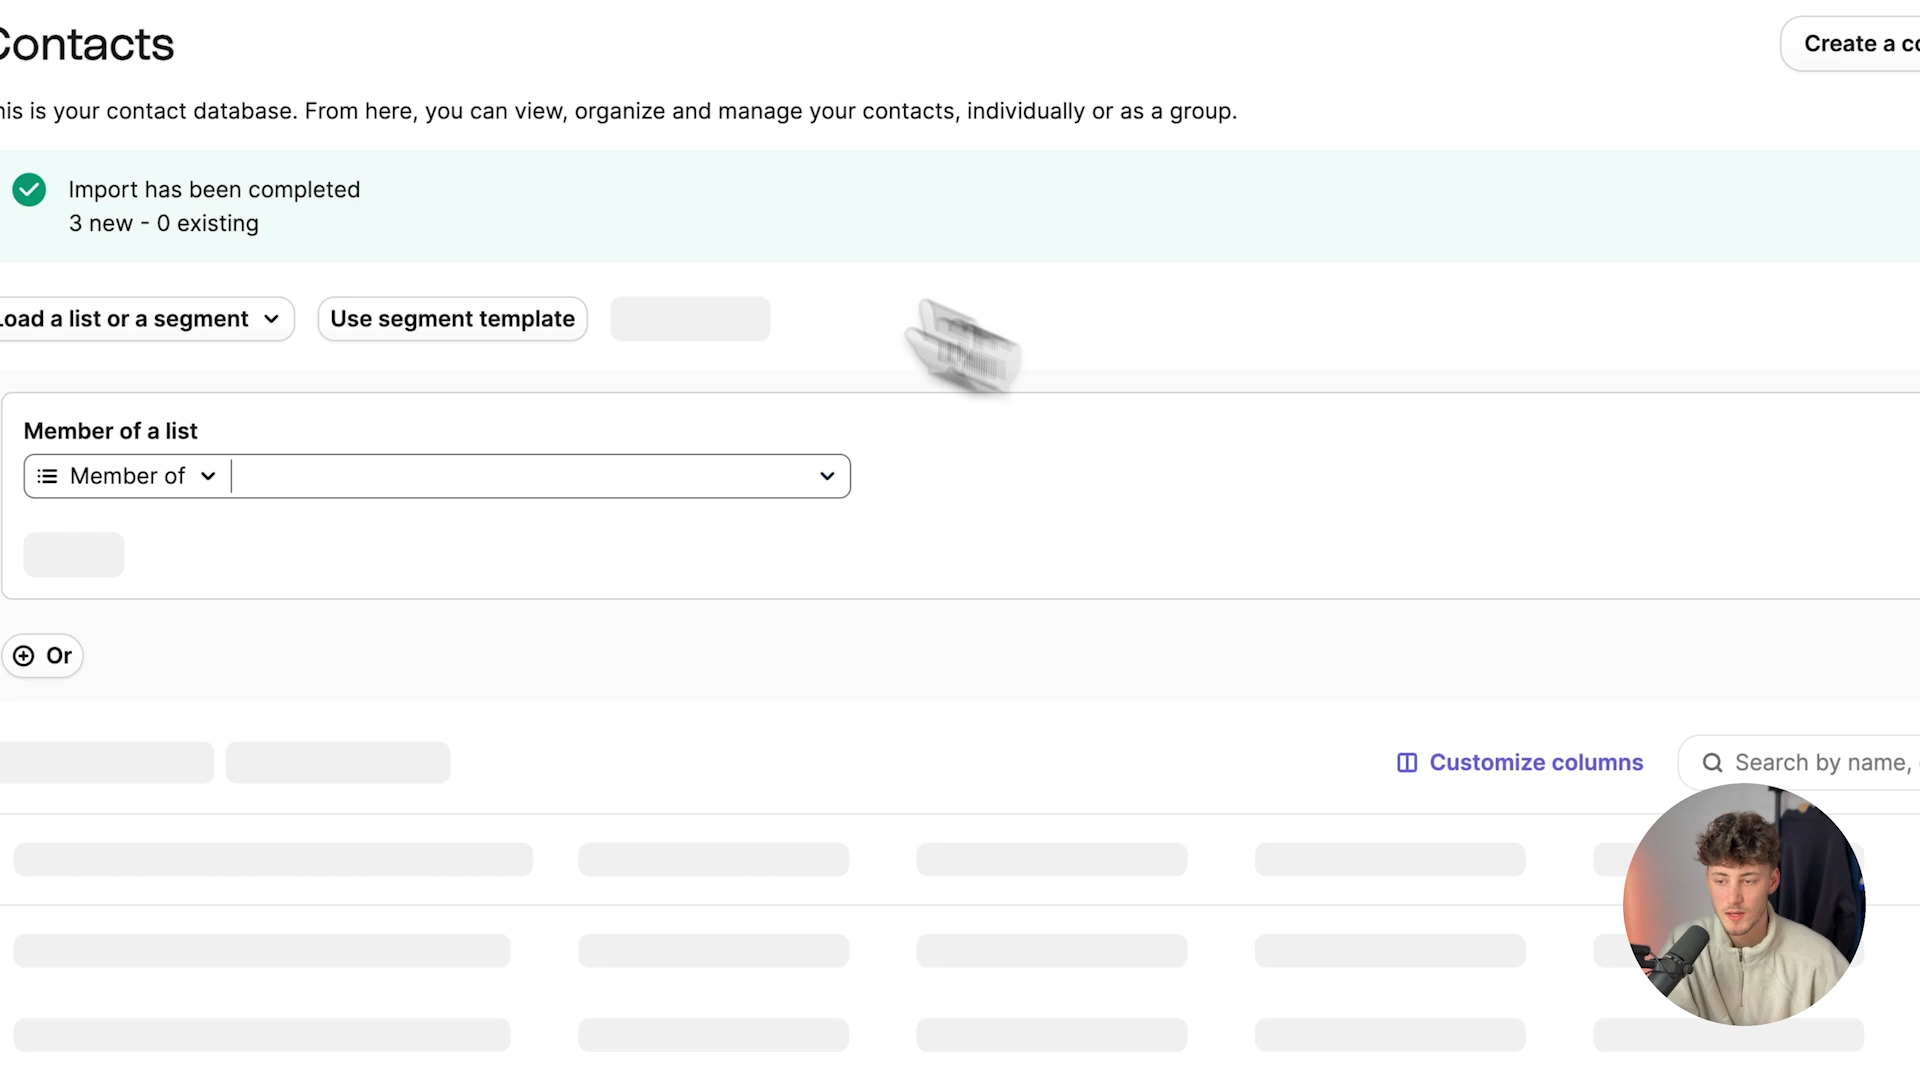 Contacts
Create a
his is your contact database. From here, you can view, organize and manage your contacts, individually or as a group.
Import has been completed
3 new - 0 existing
Load a list or a segment
Use segment template
Member of a list
Member of
Or
Customize columns
Search by name,